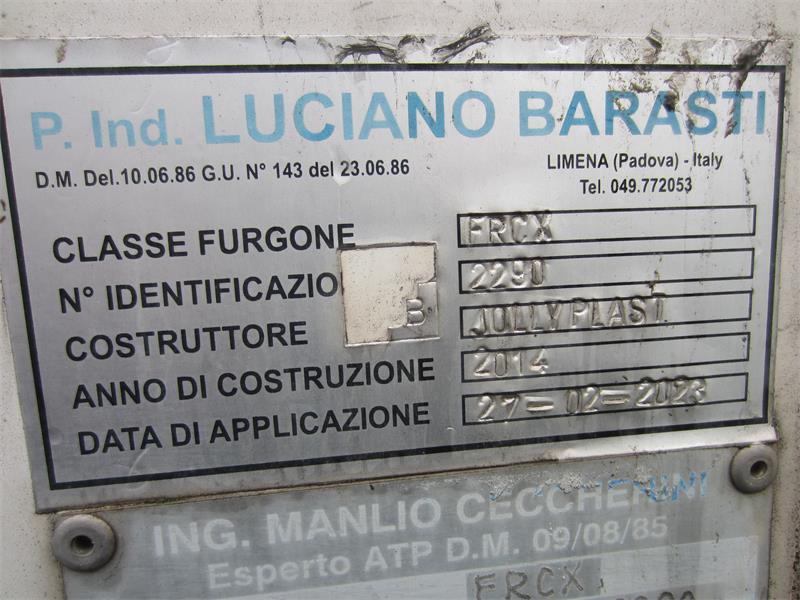 P. Ind. LUCIANO BARASTI
D.M. Del.10.06.86 G.U. N° 143 del 23.06.86
LIMENA (Padova) - Italy
Tel. 049.772053
CLASSE FURGONE FRCX
N° IDENTIFICAZIO 2290
B
COSTRUTTORE JOLLY PLAST
ANNO DI COSTRUZIONE 2014
DATA DI APPLICAZIONE 27-02-2023
ING. MANLIO CECCHERINI
Esperto ATP D.M. 09/08/85
FRCX